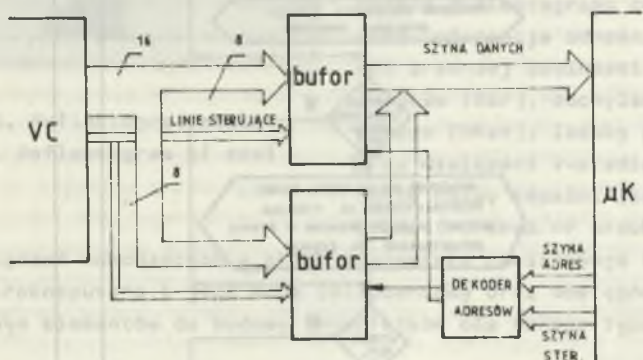 16
8
bufor
SZYNA DANYCH
VC
LINIE STERUJĄCE
8
µK
bufor
DEKODER
ADRESÓW
SZYNA
ADRES.
SZYNA
STER.